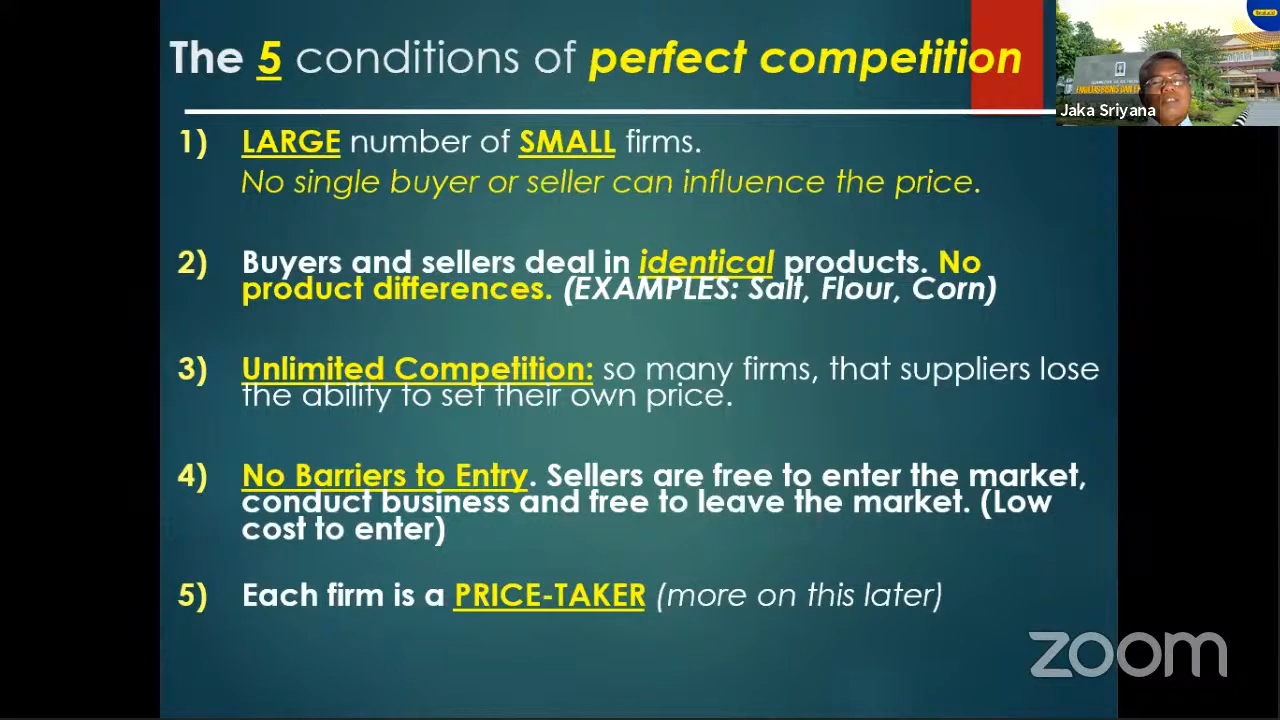 The 5 conditions of perfect competition
Jaka Sriyana
1) LARGE number of SMALL firms.
No single buyer or seller can influence the price.
2) Buyers and sellers deal in identical products. No
product differences. (EXAMPLES: Salt, Flour, Corn)
3) Unlimited Competition: so many firms, that suppliers lose
the ability to set their own price.
4) No Barriers to Entry. Sellers are free to enter the market,
conduct business and free to leave the market. (Low
cost to enter)
5) Each firm is a PRICE-TAKER (more on this later)
zoom